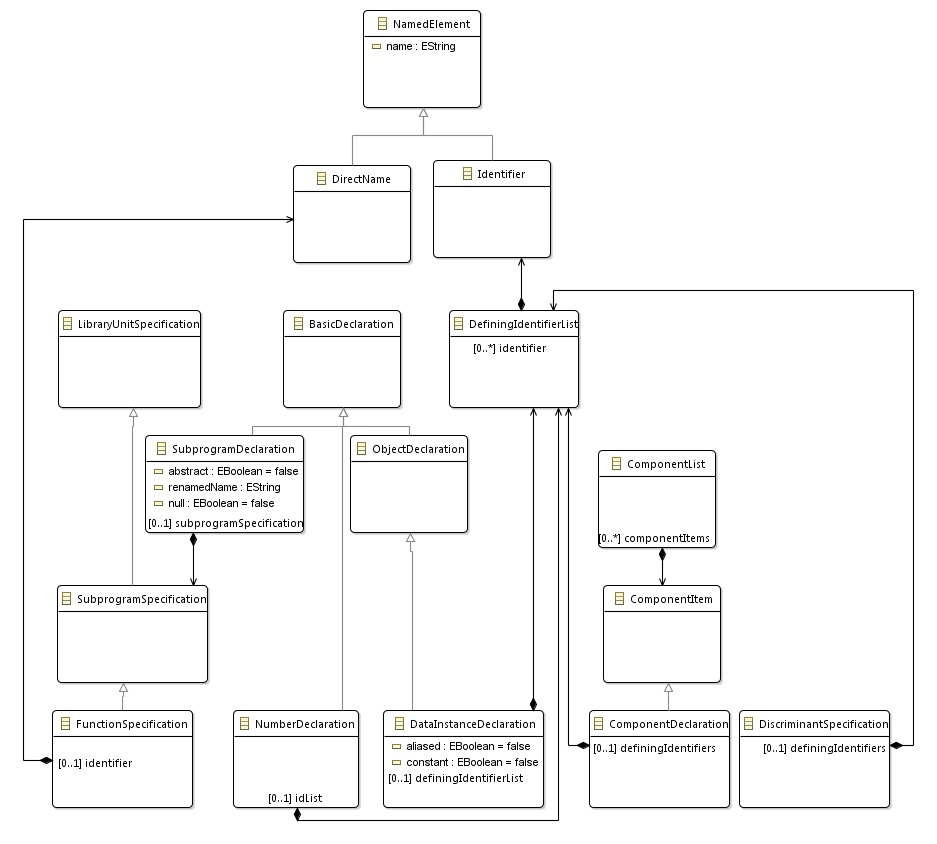 NamedElement
name : EString
DirectName
Identifier
LibraryUnitSpecification
BasicDeclaration
DefiningIdentifierList
[0..*] identifier
SubprogramDeclaration
abstract : EBoolean = false
renamedName : EString
null : EBoolean = false
[0..1] subprogramSpecification
ObjectDeclaration
ComponentList
[0..*] componentItems
SubprogramSpecification
ComponentItem
FunctionSpecification
[0..1] identifier
NumberDeclaration
[0..1] idList
DataInstanceDeclaration
aliased : EBoolean = false
constant : EBoolean = false
[0..1] definingIdentifierList
ComponentDeclaration
[0..1] definingIdentifiers
DiscriminantSpecification
[0..1] definingIdentifiers